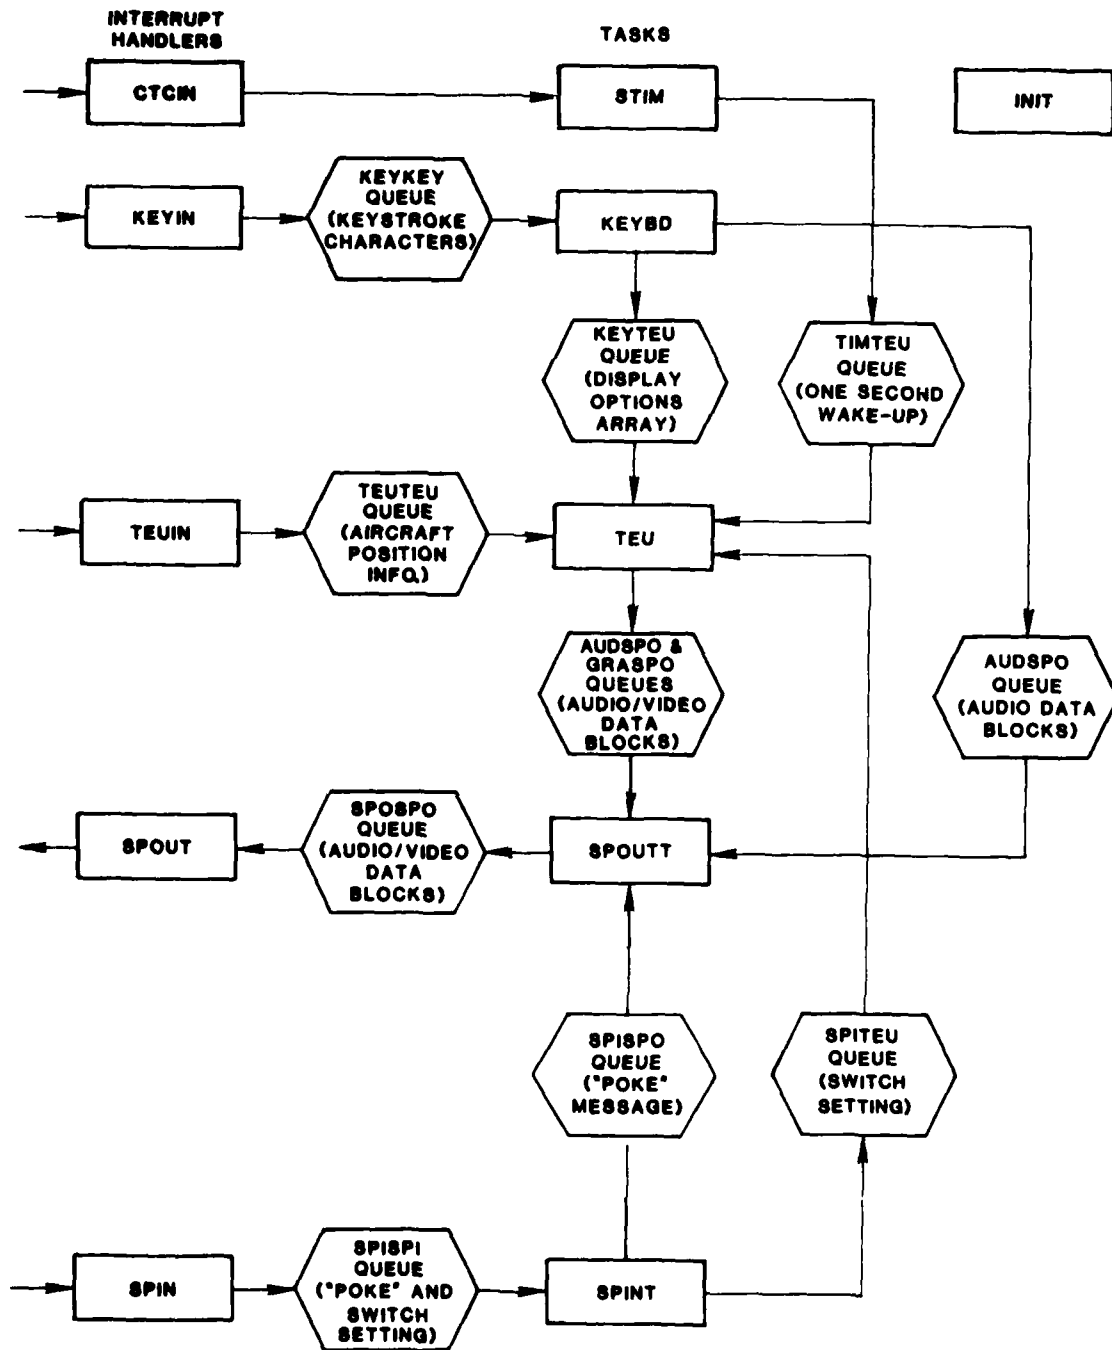 INTERRUPT
HANDLERS
TASKS
CTCIN
STIM
INIT
KEYIN
KEYKEY
QUEUE
(KEYSTROKE
CHARACTERS)
KEYBD
KEYTEU
QUEUE
(DISPLAY
OPTIONS
ARRAY)
TIMTEU
QUEUE
(ONE SECOND
WAKE-UP)
TEUIN
TEUTEU
QUEUE
(AIRCRAFT
POSITION
INFO.)
TEU
AUDSPO &
GRASPO
QUEUES
(AUDIO/VIDEO
DATA
BLOCKS)
AUDSPO
QUEUE
(AUDIO DATA
BLOCKS)
SPOUT
SPOSPO
QUEUE
(AUDIO/VIDEO
DATA
BLOCKS)
SPOUTT
SPISPO
QUEUE
("POKE"
MESSAGE)
SPITEU
QUEUE
(SWITCH
SETTING)
SPIN
SPISPI
QUEUE
("POKE" AND
SWITCH
SETTING)
SPINT